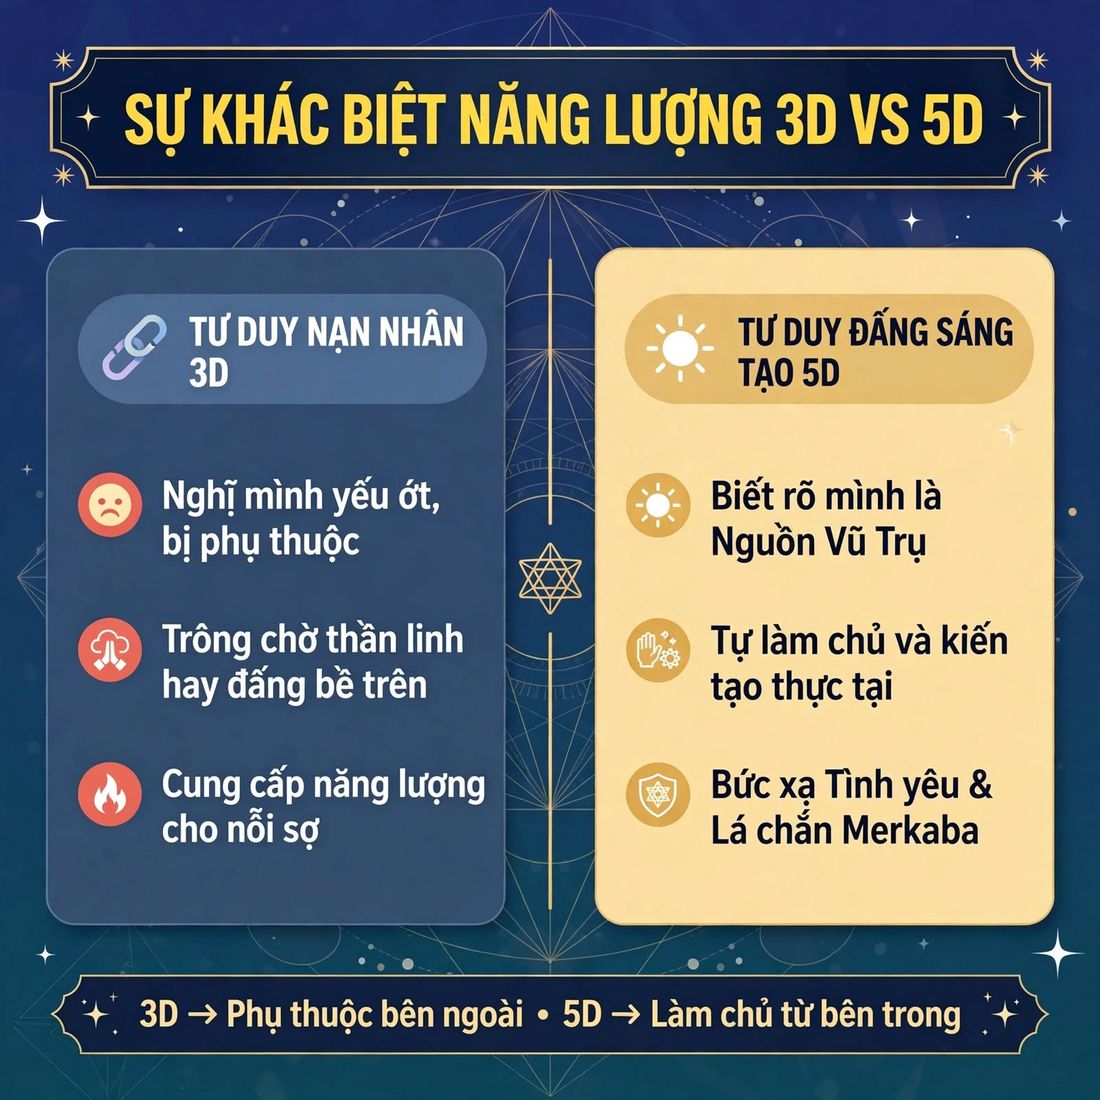 SỰ KHÁC BIỆT NĂNG LƯỢNG 3D VS 5D
TƯ DUY NẠN NHÂN
3D
Nghĩ mình yếu ớt,
bị phụ thuộc
Trông chờ thần linh
hay đấng bề trên
Cung cấp năng lượng
cho nỗi sợ
TƯ DUY ĐẤNG SÁNG
TẠO 5D
Biết rõ mình là
Nguồn Vũ Trụ
Tự làm chủ và kiến
tạo thực tại
Bức xạ Tình yêu &
Lá chắn Merkaba
3D → Phụ thuộc bên ngoài • 5D → Làm chủ từ bên trong